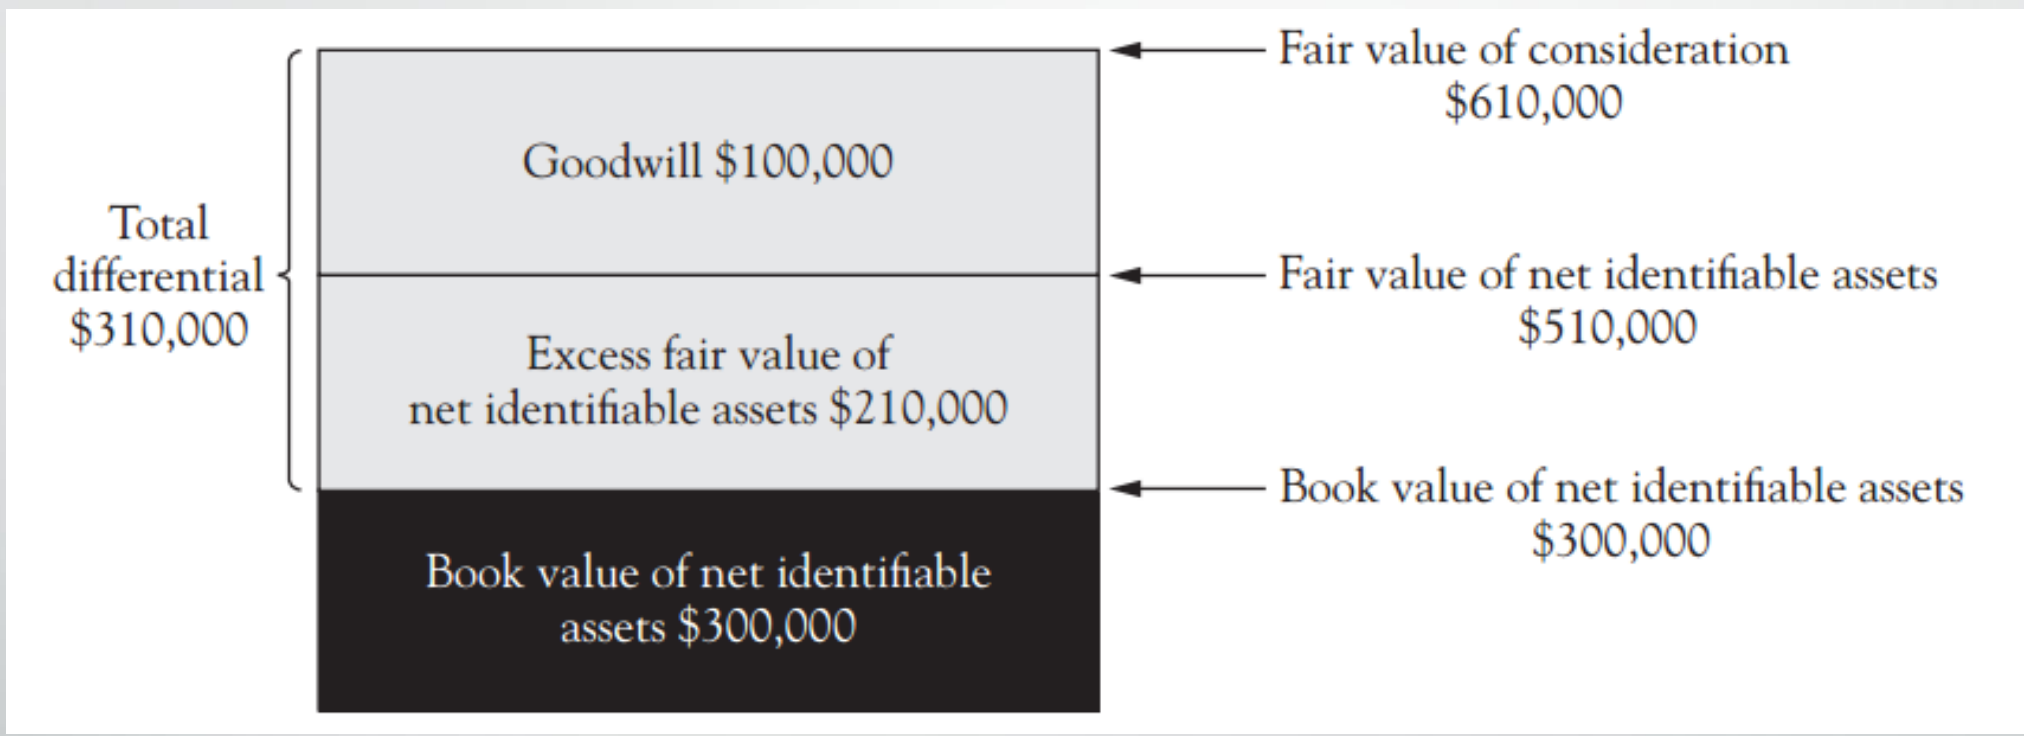 Total
differential
$310,000
Goodwill $100,000
Excess fair value of
net identifiable assets $210,000
Book value of net identifiable
assets $300,000
Fair value of consideration
$610,000
Fair value of net identifiable assets
$510,000
Book value of net identifiable assets
$300,000